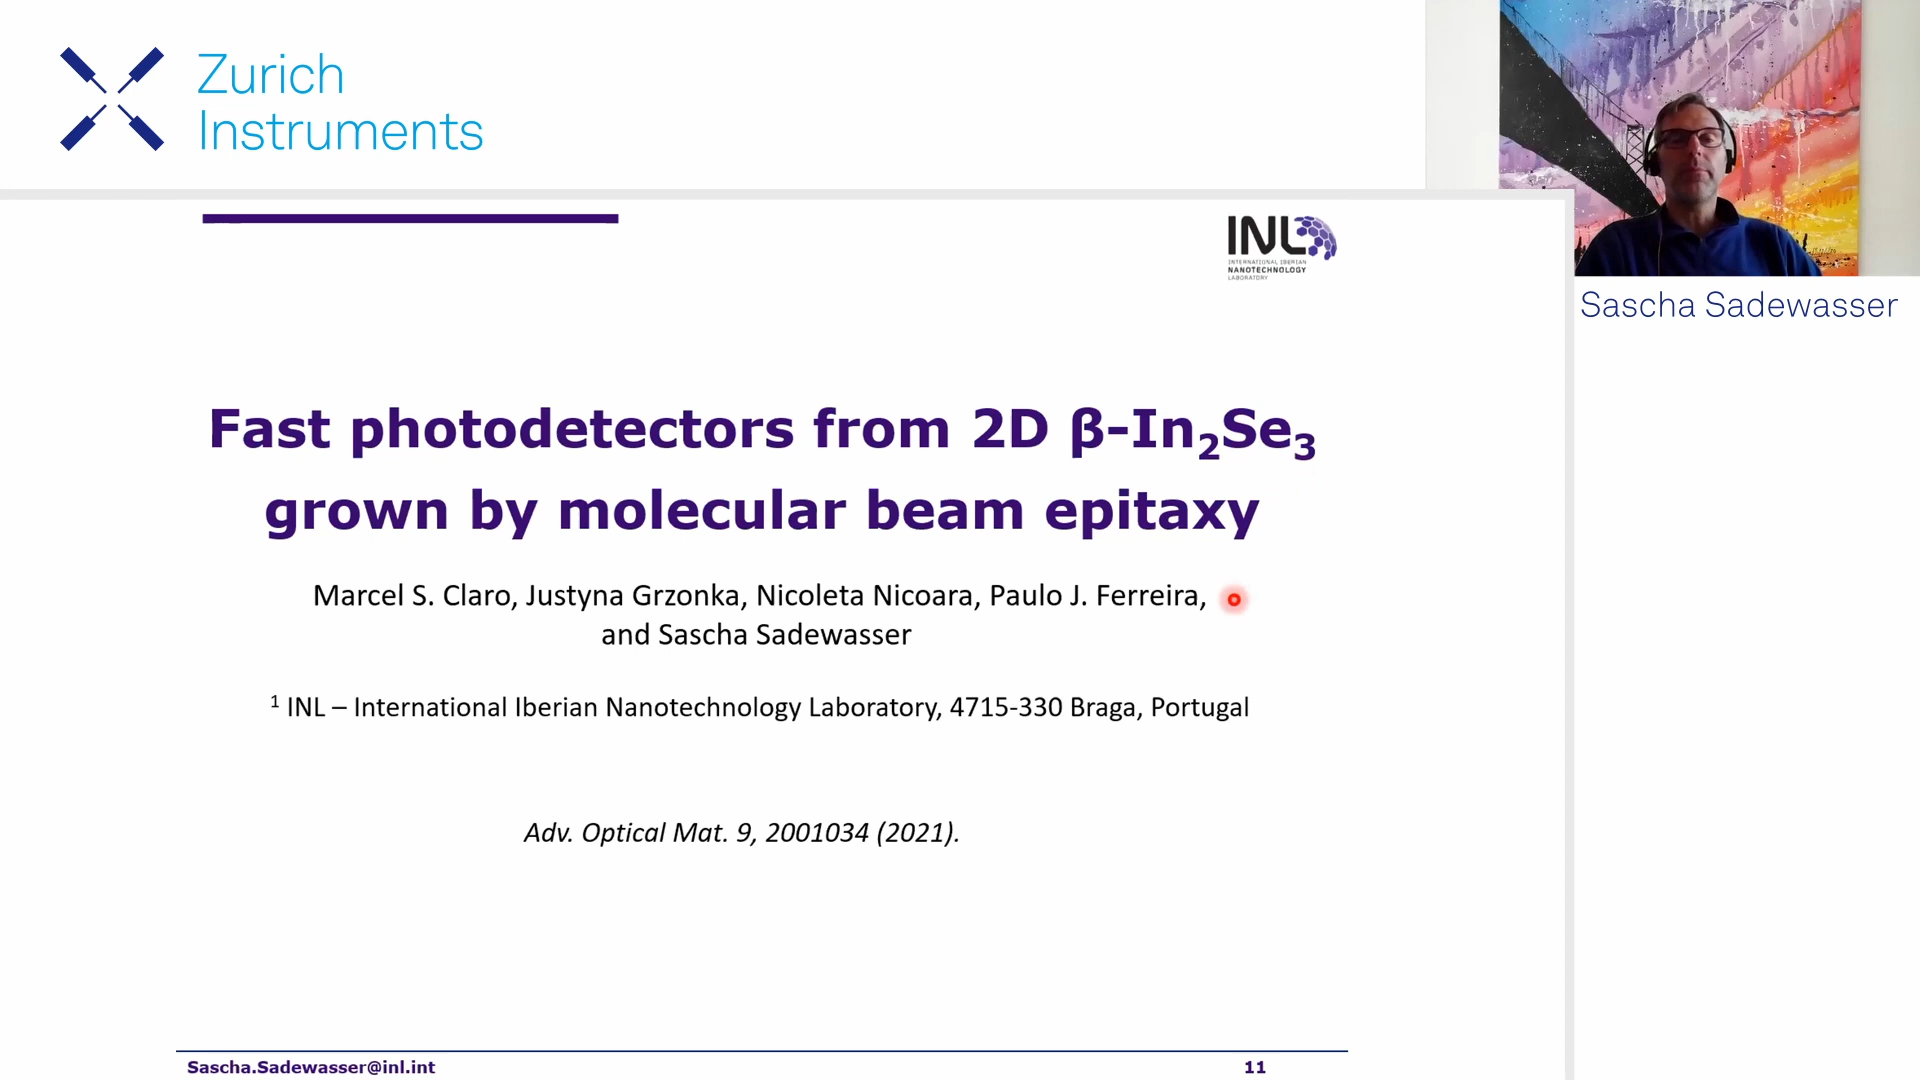 Zurich
Instruments
INL
INTERNATIONAL IBERIAN
NANOTECHNOLOGY
LABORATORY
Sascha Sadewasser
Fast photodetectors from 2D β-In₂Se₃
grown by molecular beam epitaxy
Marcel S. Claro, Justyna Grzonka, Nicoleta Nicoara, Paulo J. Ferreira,
and Sascha Sadewasser
¹ INL – International Iberian Nanotechnology Laboratory, 4715-330 Braga, Portugal
Adv. Optical Mat. 9, 2001034 (2021).
Sascha.Sadewasser@inl.int
11